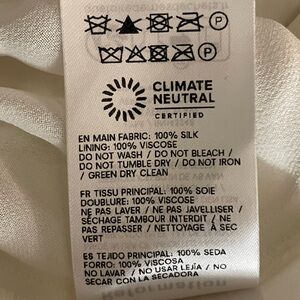 P
P
CLIMATE
NEUTRAL
CERTIFIED
EN MAIN FABRIC: 100% SILK
LINING: 100% VISCOSE
DO NOT WASH / DO NOT BLEACH /
DO NOT TUMBLE DRY / DO NOT IRON
/ GREEN DRY CLEAN
FR TISSU PRINCIPAL: 100% SOIE
DOUBLURE: 100% VISCOSE
NE PAS LAVER / NE PAS JAVELLISER /
SÉCHAGE TAMBOUR INTERDIT / NE
PAS REPASSER / NETTOYAGE À SEC
VERT
ES TEJIDO PRINCIPAL: 100% SEDA
FORRO: 100% VISCOSA
NO LAVAR / NO USAR LEJÍA / NO
SECAR CON LA SECADORA